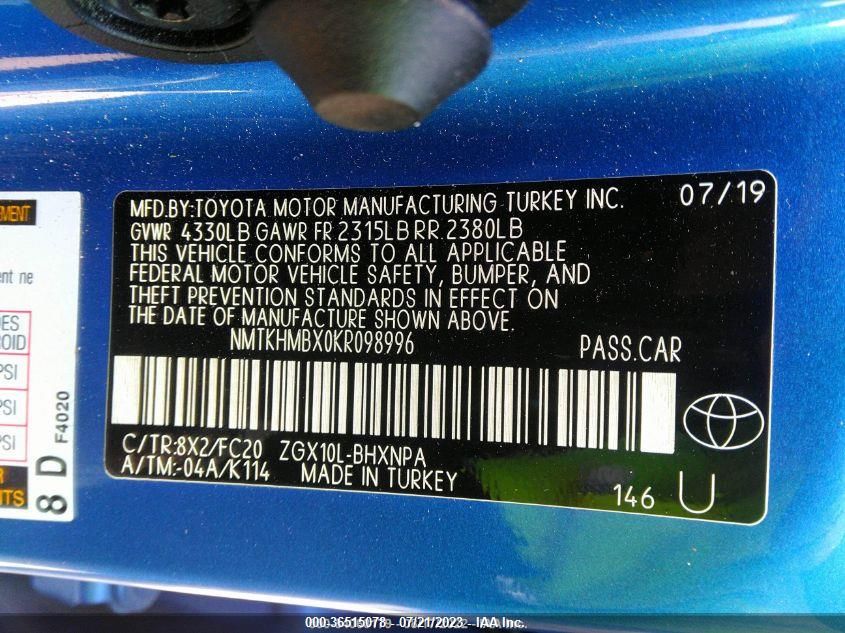 MFD.BY:TOYOTA MOTOR MANUFACTURING TURKEY INC. 07/19
GVWR 4330LB GAWR FR 2315LB RR 2380LB
THIS VEHICLE CONFORMS TO ALL APPLICABLE
FEDERAL MOTOR VEHICLE SAFETY, BUMPER, AND
THEFT PREVENTION STANDARDS IN EFFECT ON
THE DATE OF MANUFACTURE SHOWN ABOVE.
NMTKHMBX0KR098996 PASS.CAR
C/TR:8X2/FC20 ZGX10L-BHXNPA
A/TM:-04A/K114 MADE IN TURKEY
146 U
PSI
PSI
8 D F4020
000-36515078 - 07/21/2023 - IAA Inc.